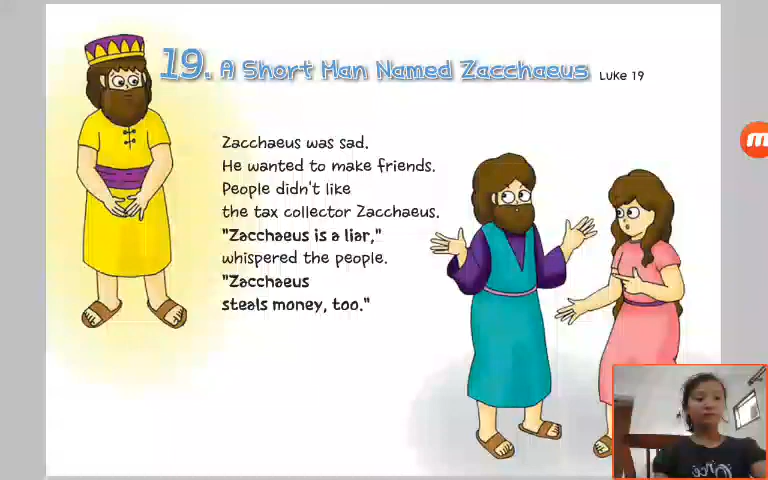 19. A Short Man Named Zacchaeus Luke 19
Zacchaeus was sad.
He wanted to make friends.
People didn't like
the tax collector Zacchaeus.
"Zacchaeus is a liar,"
whispered the people.
"Zacchaeus
steals money, too."